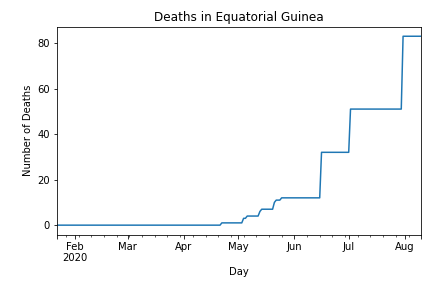 Deaths in Equatorial Guinea
Number of Deaths
80
60
40
20
0
Feb
2020
Mar
Apr
May
Jun
Jul
Aug
Day